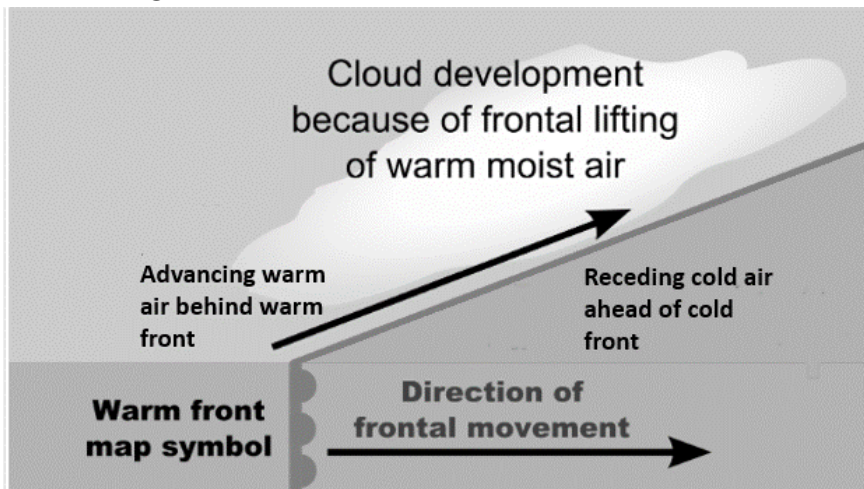 Cloud development
because of frontal lifting
of warm moist air
Advancing warm
air behind warm
front
Receding cold air
ahead of cold
front
Warm front
map symbol
Direction of
frontal movement